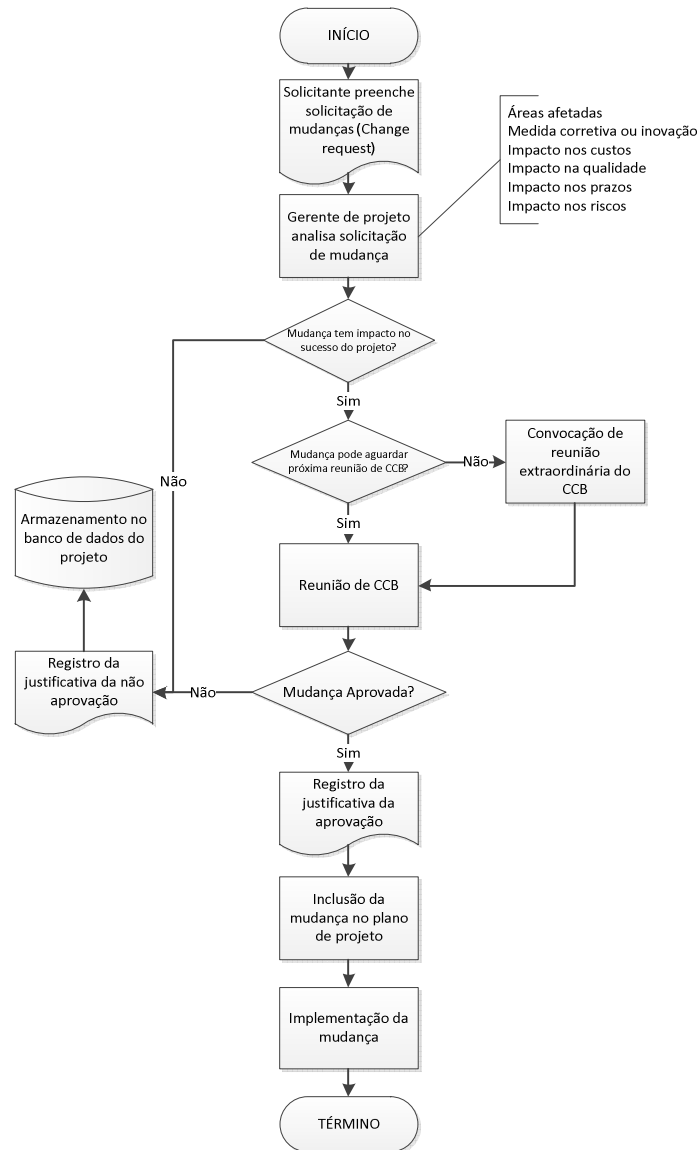 INÍCIO
Solicitante preenche
solicitação de
mudanças (Change
request)
Áreas afetadas
Medida corretiva ou inovação
Impacto nos custos
Impacto na qualidade
Impacto nos prazos
Impacto nos riscos
Gerente de projeto
analisa solicitação
de mudança
Mudança tem impacto no
sucesso do projeto?
Sim
Não
Mudança pode aguardar
próxima reunião de CCB?
Não
Convocação de
reunião
extraordinária do
CCB
Sim
Armazenamento no
banco de dados do
projeto
Reunião de CCB
Registro da
justificativa da não
aprovação
Não
Mudança Aprovada?
Sim
Registro da
justificativa da
aprovação
Inclusão da
mudança no plano
de projeto
Implementação da
mudança
TÉRMINO